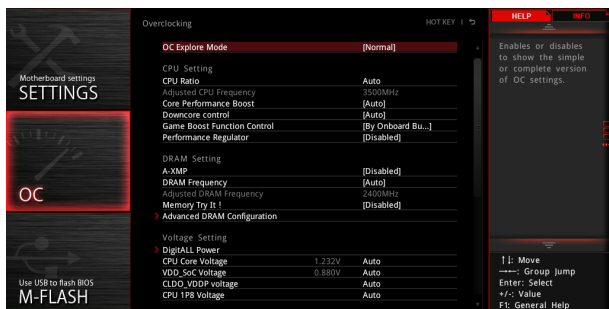 Overclocking
HOT KEY | ↰
HELP
INFO
Motherboard settings
SETTINGS
OC
Use USB to flash BIOS
M-FLASH
OC Explore Mode [Normal]
CPU Setting
CPU Ratio Auto
Adjusted CPU Frequency 3500MHz
Core Performance Boost [Auto]
Downcore control [Auto]
Game Boost Function Control [By Onboard Bu...]
Performance Regulator [Disabled]
DRAM Setting
A-XMP [Disabled]
DRAM Frequency [Auto]
Adjusted DRAM Frequency 2400MHz
Memory Try It ! [Disabled]
> Advanced DRAM Configuration
Voltage Setting
> DigitALL Power
CPU Core Voltage 1.232V Auto
VDD_SoC Voltage 0.880V Auto
CLDO_VDDP voltage Auto
CPU 1P8 Voltage Auto
Enables or disables
to show the simple
or complete version
of OC settings.
↑↓: Move
→←: Group Jump
Enter: Select
+/-: Value
F1: General Help